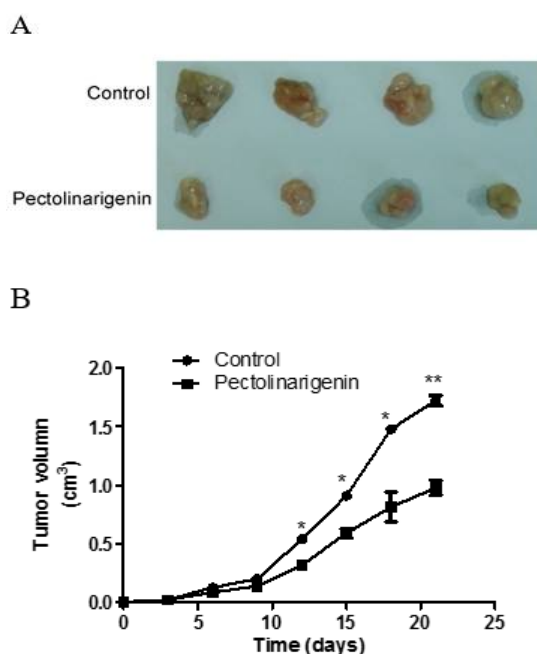 A
Control
Pectolinarigenin
B
Control
Pectolinarigenin
Tumor volumn
(cm³)
2.0
1.5
1.0
0.5
0.0
*
*
*
**
0
5
10
15
20
25
Time (days)